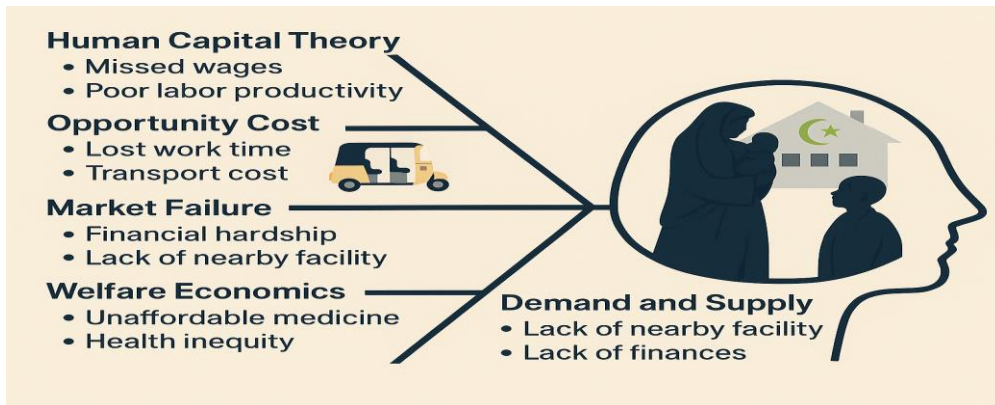 Human Capital Theory
• Missed wages
• Poor labor productivity
Opportunity Cost
• Lost work time
• Transport cost
Market Failure
• Financial hardship
• Lack of nearby facility
Welfare Economics
• Unaffordable medicine
• Health inequity
Demand and Supply
• Lack of nearby facility
• Lack of finances